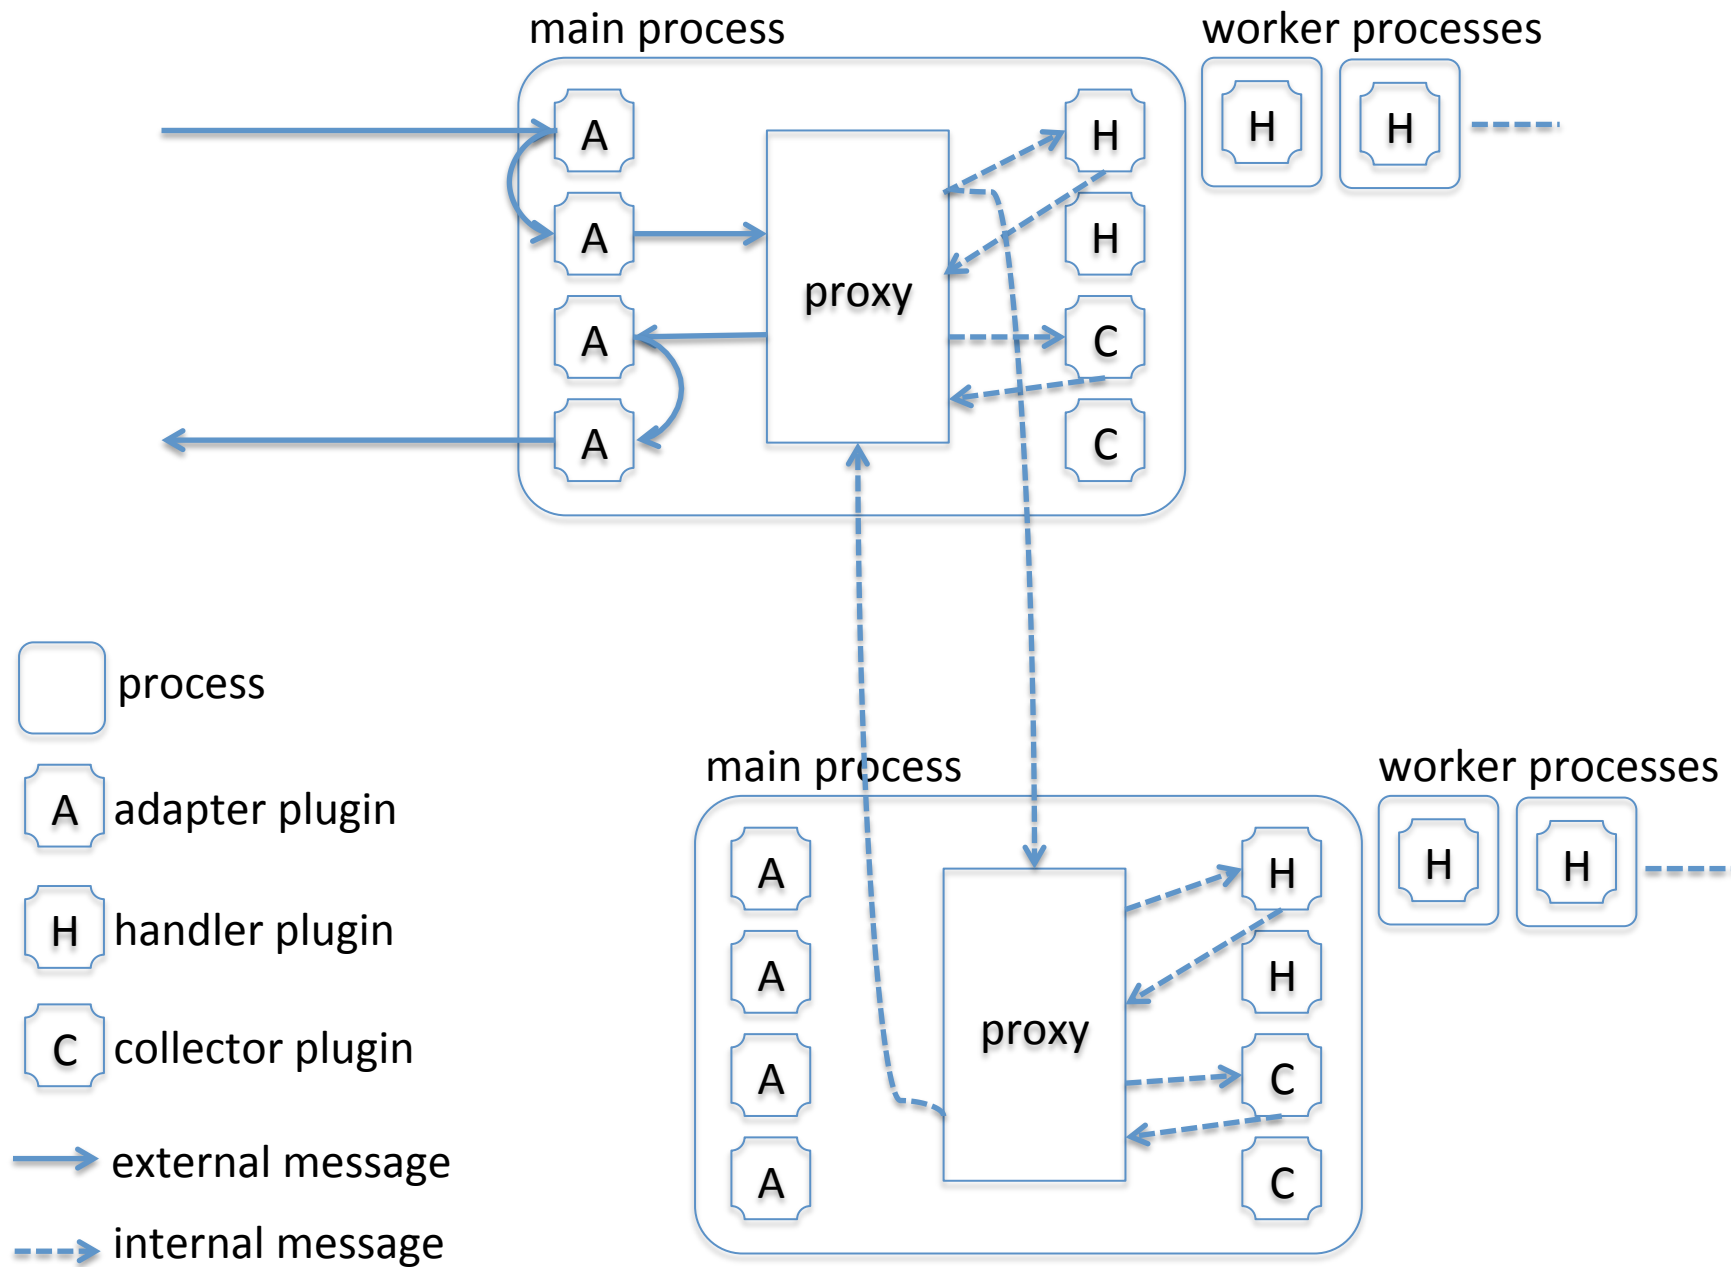 main process
worker processes
A
H
H
H
A
H
proxy
A
C
A
C
process
main process
worker processes
A adapter plugin
A
H
H
H
H handler plugin
A
H
proxy
C collector plugin
A
C
external message
A
C
internal message